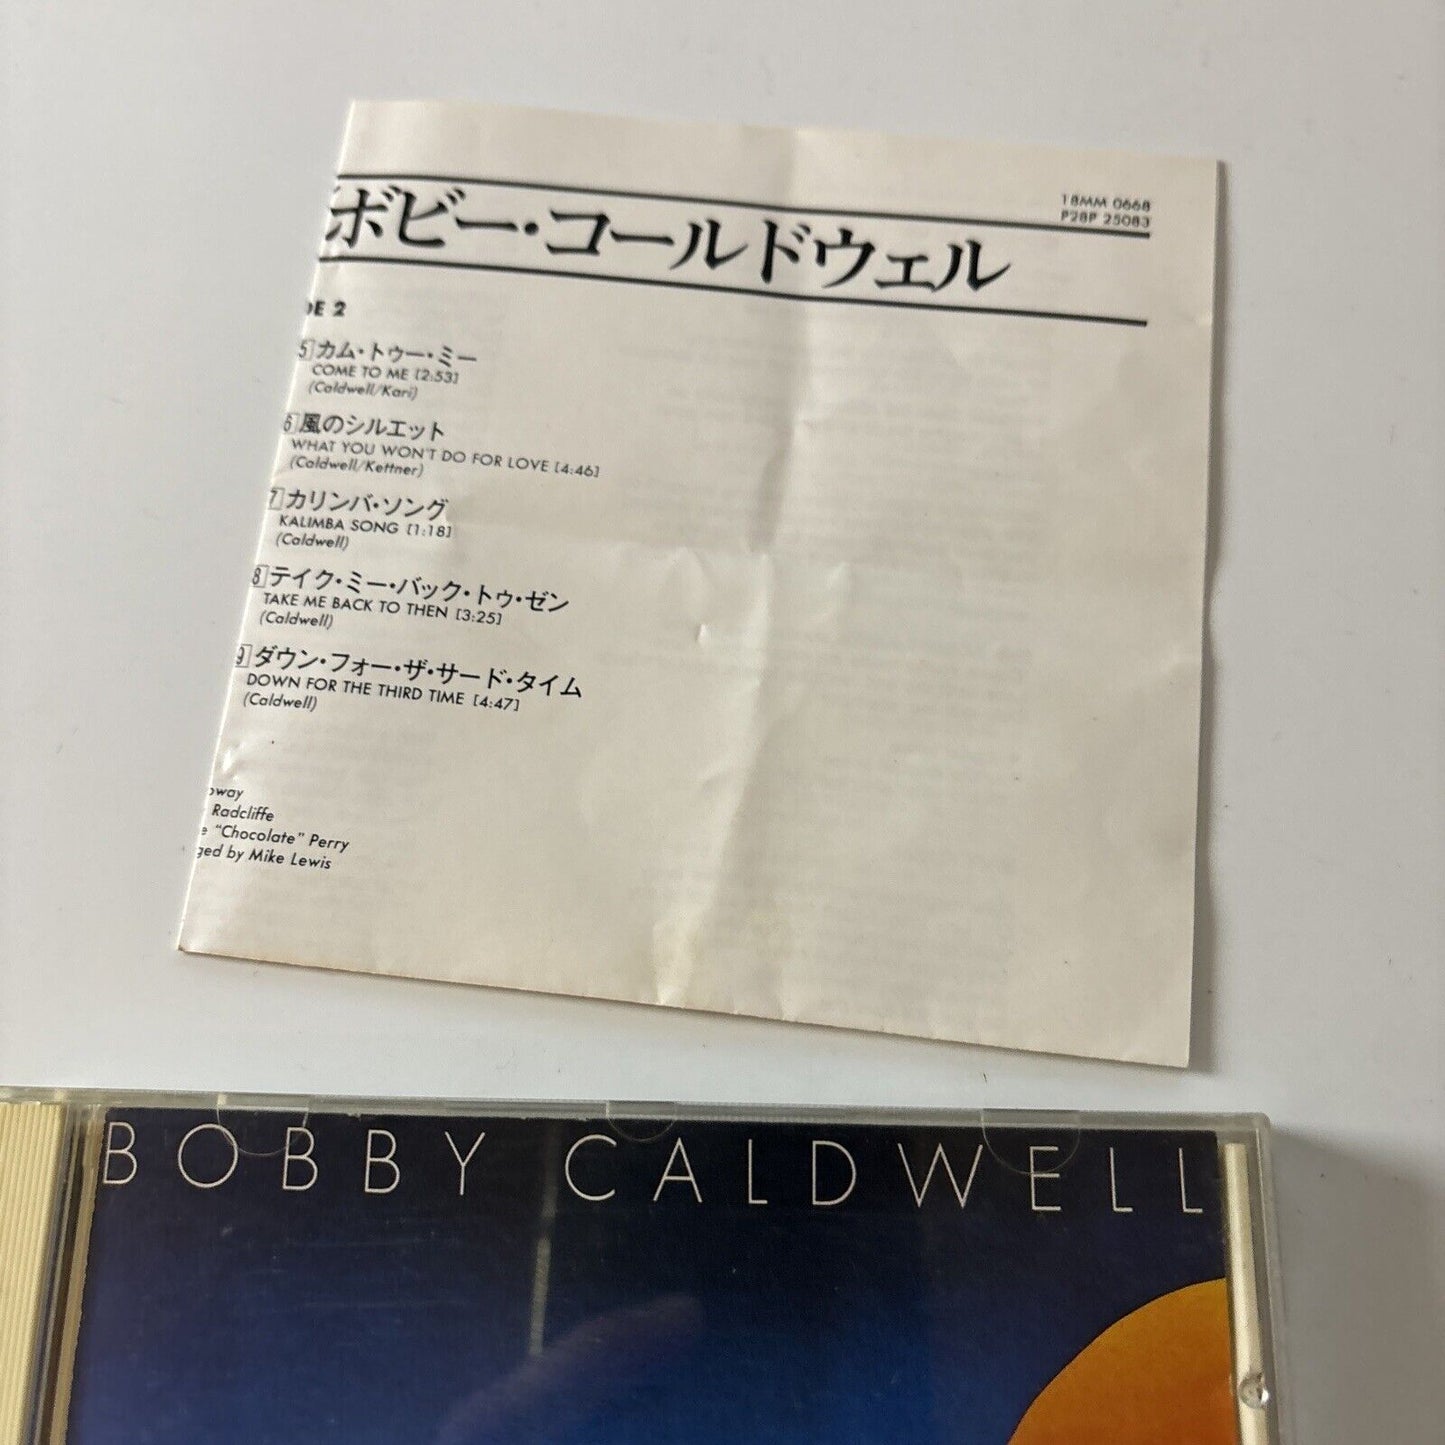 18MM 0668
P28P 25083
ボビー・コールドウェル
DE 2
5 カム・トゥー・ミー
COME TO ME [2:53]
(Caldwell/Kari)
6 風のシルエット
WHAT YOU WON'T DO FOR LOVE [4:46]
(Caldwell/Kettner)
7 カリンバ・ソング
KALIMBA SONG [1:18]
(Caldwell)
8 テイク・ミー・バック・トゥ・ゼン
TAKE ME BACK TO THEN [3:25]
(Caldwell)
9 ダウン・フォー・ザ・サード・タイム
DOWN FOR THE THIRD TIME [4:47]
(Caldwell)
oway
Radcliffe
e "Chocolate" Perry
ged by Mike Lewis
BOBBY CALDWELL